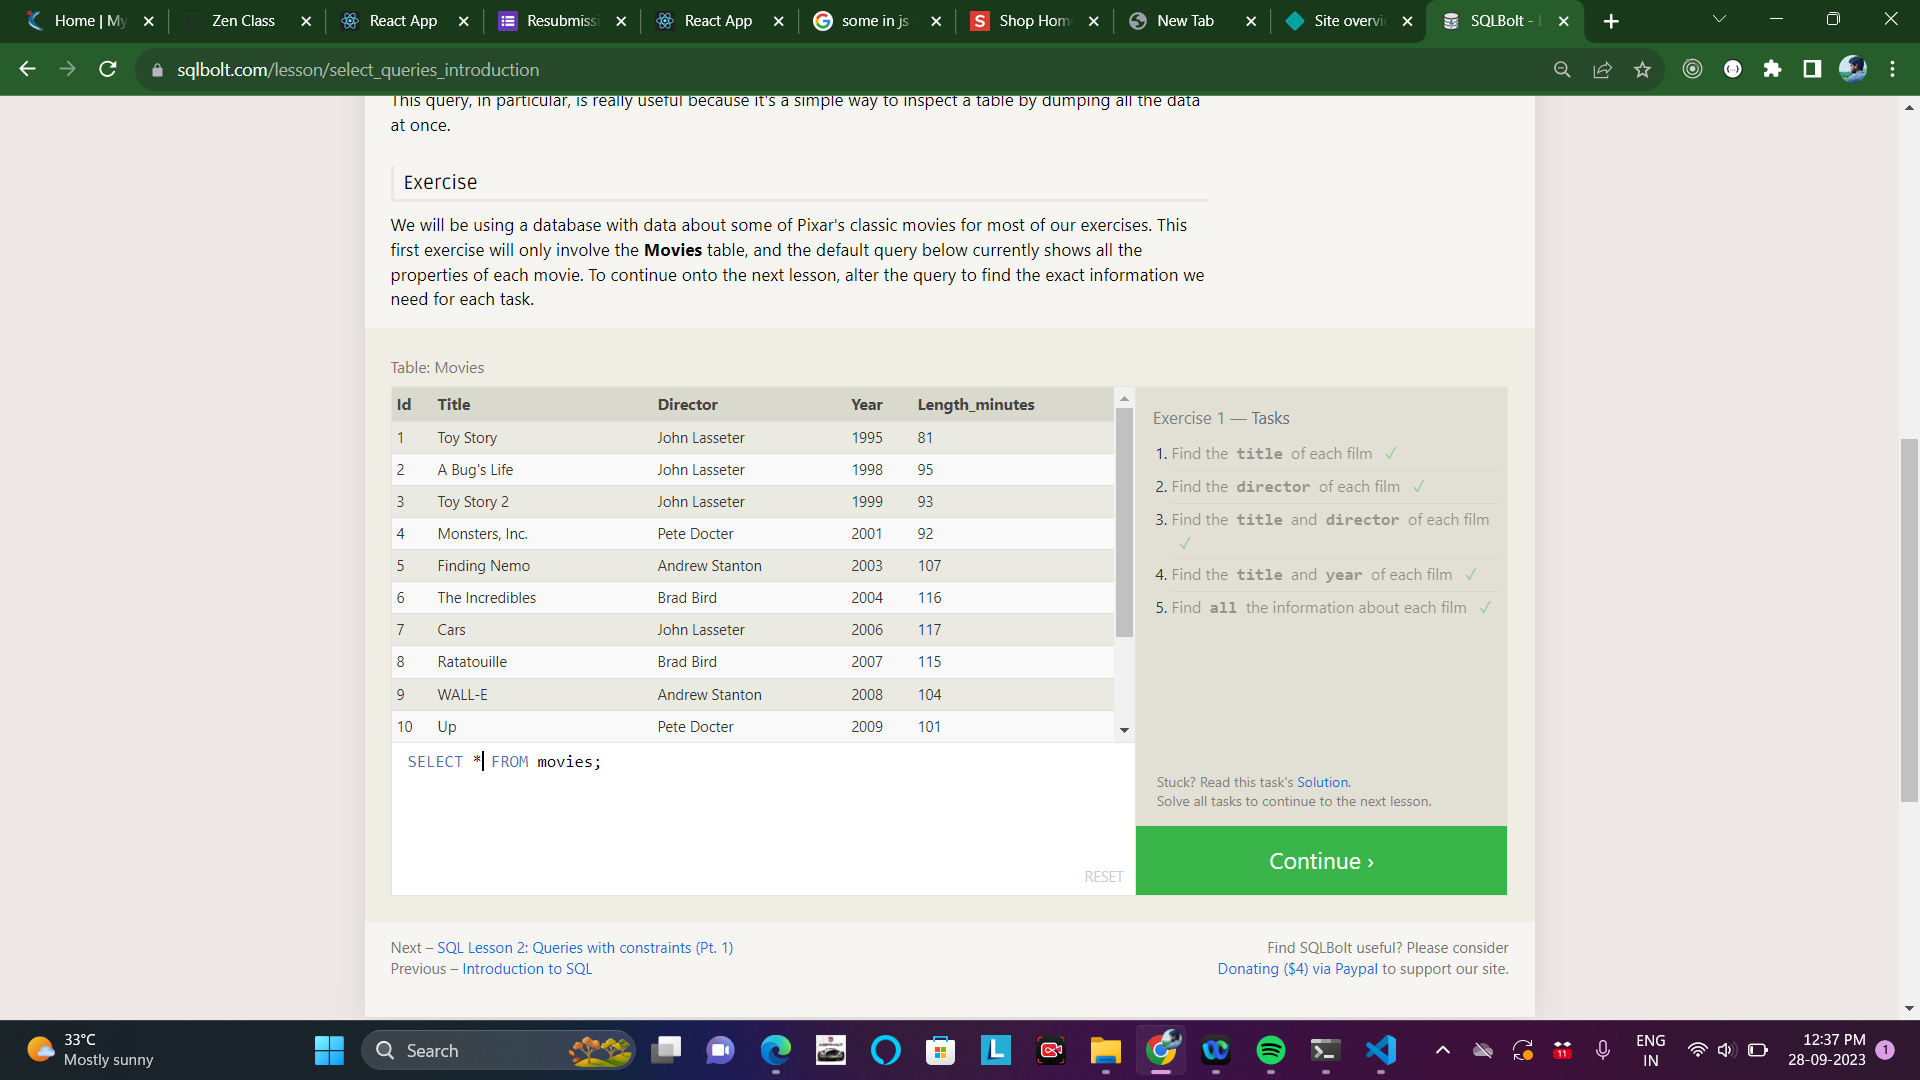 Home | My
Zen Class
React App
Resubmissi
React App
some in js
Shop Hom
New Tab
Site overvi
SQLBolt -
sqlbolt.com/lesson/select_queries_introduction
This query, in particular, is really useful because it's a simple way to inspect a table by dumping all the data
at once.
Exercise
We will be using a database with data about some of Pixar's classic movies for most of our exercises. This
first exercise will only involve the Movies table, and the default query below currently shows all the
properties of each movie. To continue onto the next lesson, alter the query to find the exact information we
need for each task.
Table: Movies
Id Title Director Year Length_minutes
1 Toy Story John Lasseter 1995 81
2 A Bug's Life John Lasseter 1998 95
3 Toy Story 2 John Lasseter 1999 93
4 Monsters, Inc. Pete Docter 2001 92
5 Finding Nemo Andrew Stanton 2003 107
6 The Incredibles Brad Bird 2004 116
7 Cars John Lasseter 2006 117
8 Ratatouille Brad Bird 2007 115
9 WALL-E Andrew Stanton 2008 104
10 Up Pete Docter 2009 101
SELECT * FROM movies;
RESET
Exercise 1 — Tasks
1. Find the title of each film ✓
2. Find the director of each film ✓
3. Find the title and director of each film
✓
4. Find the title and year of each film ✓
5. Find all the information about each film ✓
Stuck? Read this task's Solution.
Solve all tasks to continue to the next lesson.
Continue ›
Next – SQL Lesson 2: Queries with constraints (Pt. 1)
Previous – Introduction to SQL
Find SQLBolt useful? Please consider
Donating ($4) via Paypal to support our site.
33°C
Mostly sunny
Search
11
ENG
IN
12:37 PM
28-09-2023
1